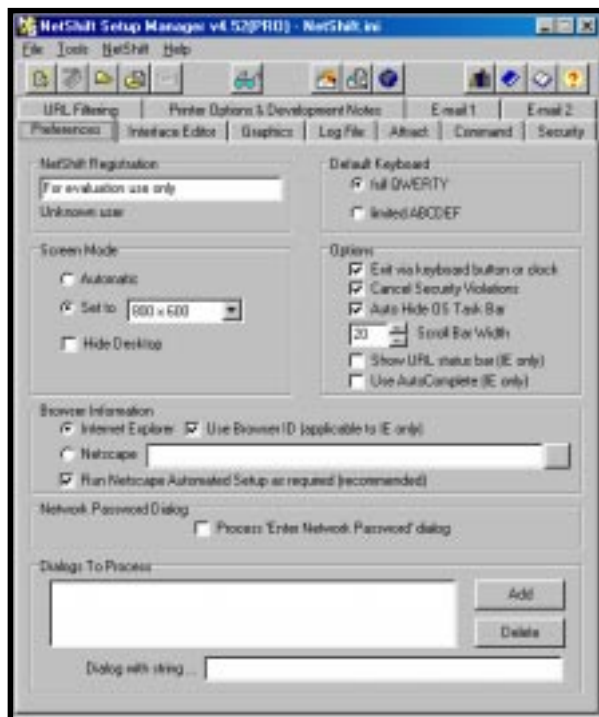 NetShift Setup Manager v4.52(PRO) - NetShift.ini
File Tools NetShift Help
URL Filtering Printer Options & Development Notes E-mail 1 E-mail 2
Preferences Interface Editor Graphics Log File Attract Command Security
NetShift Registration
For evaluation use only
Unknown user
Default Keyboard
full QWERTY
limited ABCDEF
Screen Mode
Automatic
Set to 800 x 600
Hide Desktop
Options
Exit via keyboard button or clock
Cancel Security Violations
Auto Hide OS Task Bar
20 Scroll Bar Width
Show URL status bar (IE only)
Use AutoComplete (IE only)
Browser Information
Internet Explorer Use Browser ID (applicable to IE only)
Netscape
Run Netscape Automated Setup as required (recommended)
Network Password Dialog
Process 'Enter Network Password' dialog
Dialogs To Process
Add
Delete
Dialog with string ...